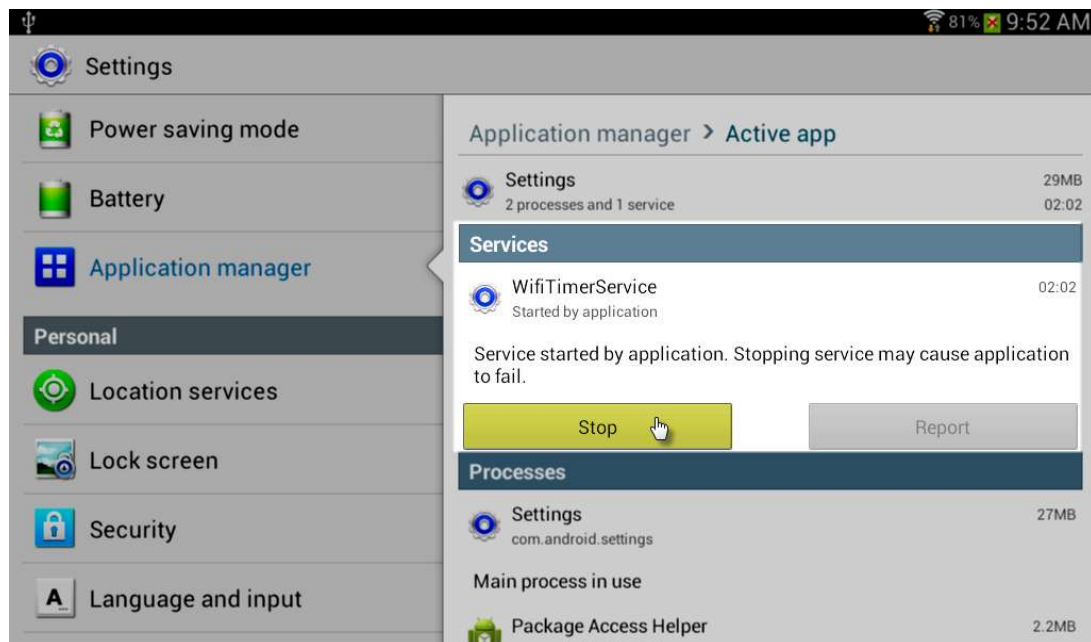 81% 9:52 AM
Settings
Power saving mode
Battery
Application manager
Personal
Location services
Lock screen
Security
A Language and input
Application manager > Active app
Settings 29MB
2 processes and 1 service 02:02
Services
WifiTimerService 02:02
Started by application
Service started by application. Stopping service may cause application
to fail.
Stop Report
Processes
Settings 27MB
com.android.settings
Main process in use
Package Access Helper 2.2MB